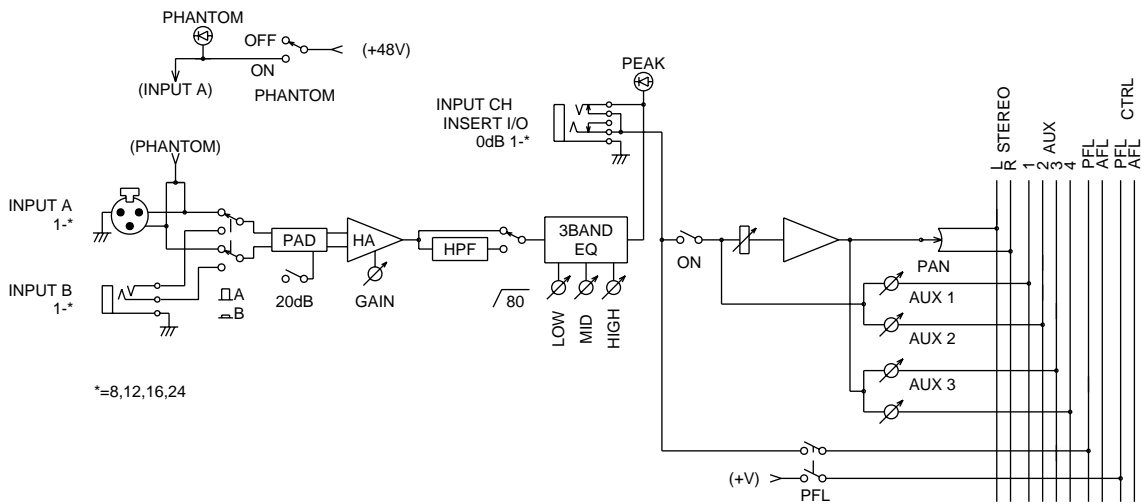 PHANTOM
OFF
(+48V)
ON
(INPUT A)
PHANTOM
PEAK
INPUT CH
INSERT I/O
0dB 1-*
(PHANTOM)
INPUT A
1-*
PAD
HA
HPF
3BAND
EQ
ON
PAN
INPUT B
1-*
A
B
20dB
GAIN
80
LOW
MID
HIGH
AUX 1
AUX 2
AUX 3
*=8,12,16,24
(+V)
PFL
L
R
STEREO
1
2
3
4
AUX
PFL
AFL
PFL
AFL
CTRL